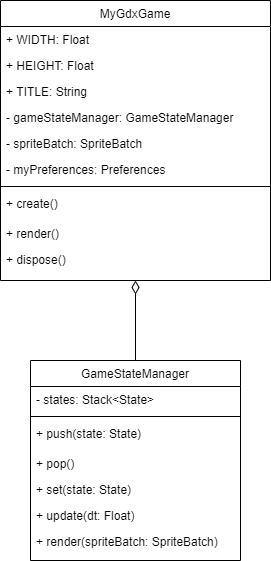 MyGdxGame
+ WIDTH: Float
+ HEIGHT: Float
+ TITLE: String
- gameStateManager: GameStateManager
- spriteBatch: SpriteBatch
- myPreferences: Preferences
+ create()
+ render()
+ dispose()
GameStateManager
- states: Stack<State>
+ push(state: State)
+ pop()
+ set(state: State)
+ update(dt: Float)
+ render(spriteBatch: SpriteBatch)